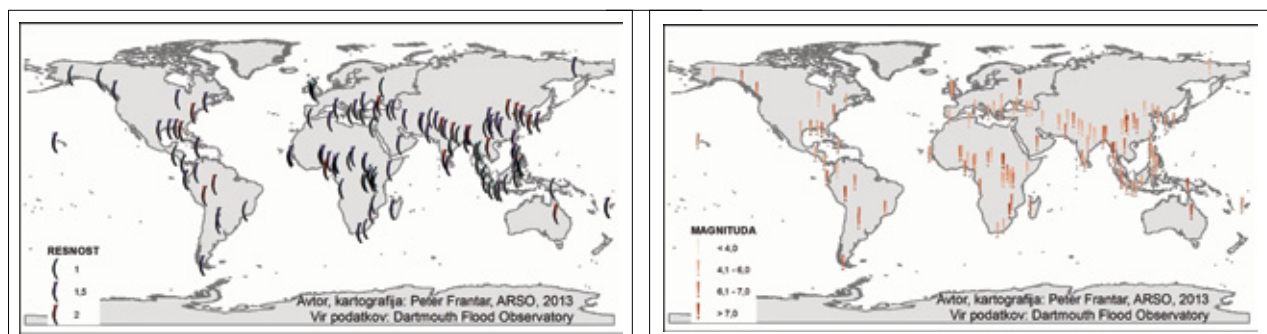 RESNOST
1
1,5
2
Avtor, kartografija: Peter Frantar, ARSO, 2013
Vir podatkov: Dartmouth Flood Observatory
MAGNITUDA
< 4,0
4,1 - 6,0
6,1 - 7,0
> 7,0
Avtor, kartografija: Peter Frantar, ARSO, 2013
Vir podatkov: Dartmouth Flood Observatory